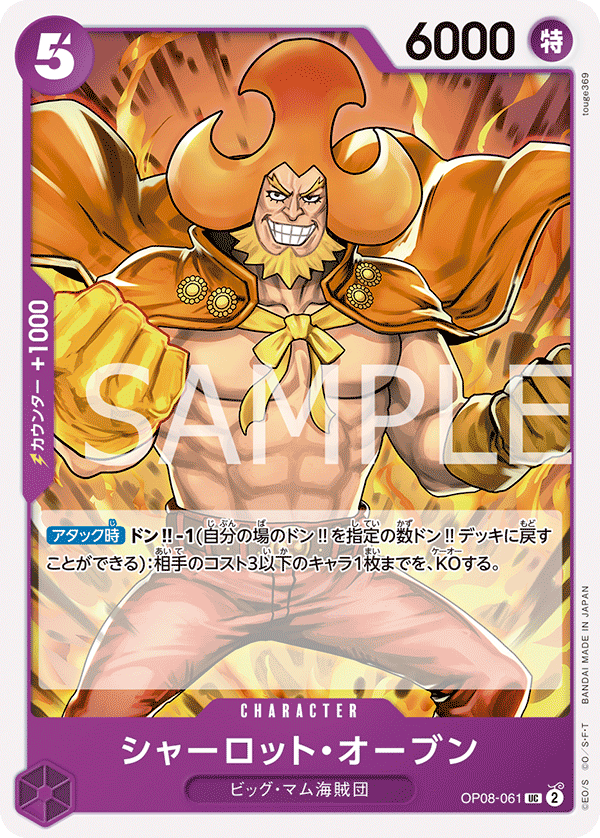 5
6000
特
touge369
カウンター +1000
SAMPLE
アタック時 ドン!!-1(自分の場のドン!!を指定の数ドン!!デッキに戻す
ことができる):相手のコスト3以下のキャラ1枚までを、KOする。
CHARACTER
シャーロット・オーブン
ビッグ・マム海賊団
OP08-061 UC 2
©E.O/S ©O/S・F・T BANDAI MADE IN JAPAN